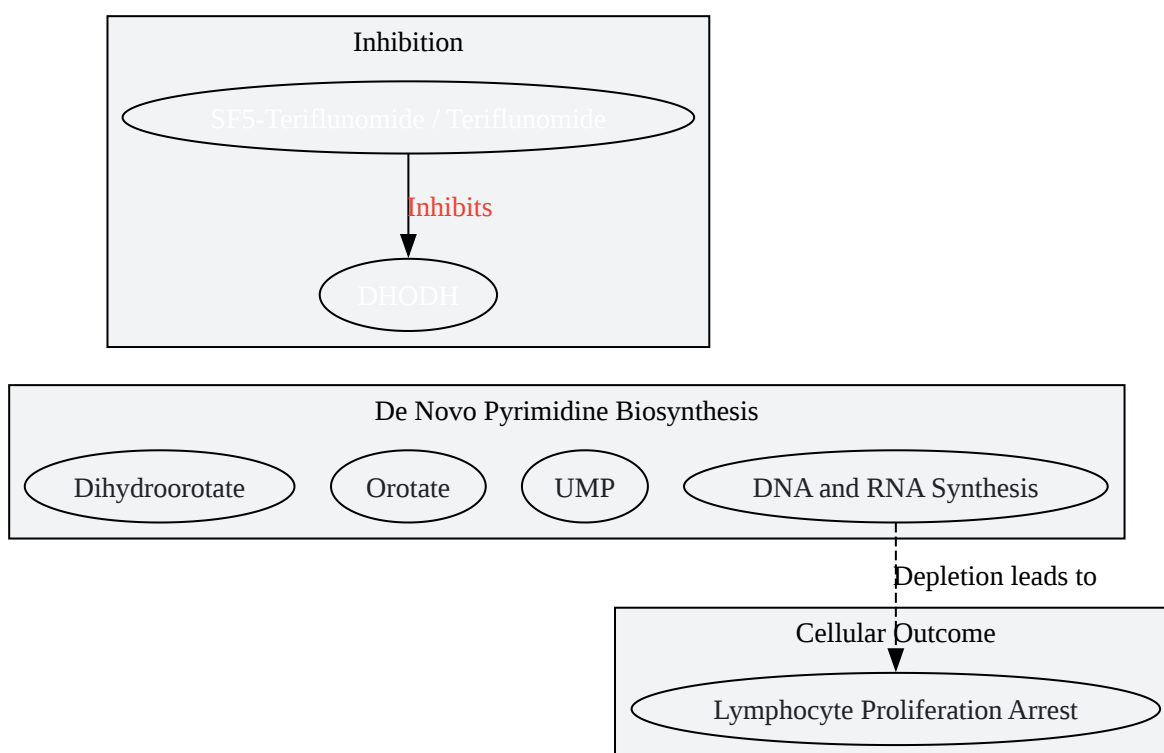 Inhibition
SF5-Teriflunomide / Teriflunomide
Inhibits
DHODH
De Novo Pyrimidine Biosynthesis
Dihydroorotate
Orotate
UMP
DNA and RNA Synthesis
Depletion leads to
Cellular Outcome
Lymphocyte Proliferation Arrest